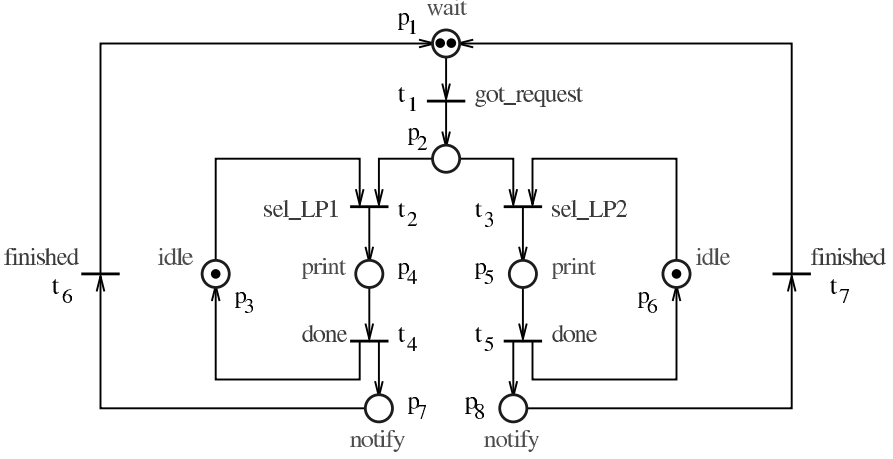 wait
p1
t1 got_request
p2
sel_LP1 t2 t3 sel_LP2
finished idle print p4 p5 print idle finished
t6 p3 p6 t7
done t4 t5 done
p7 p8
notify notify